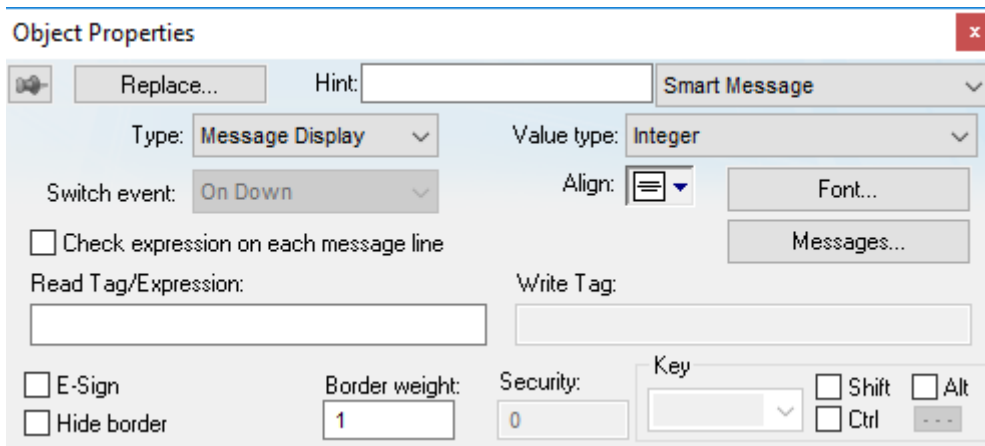 Object Properties x
Replace... Hint: Smart Message
Type: Message Display Value type: Integer
Switch event: On Down Align: Font...
Check expression on each message line Messages...
Read Tag/Expression: Write Tag:
E-Sign Border weight: Security: Key Shift Alt
Hide border 1 0 Ctrl - - -